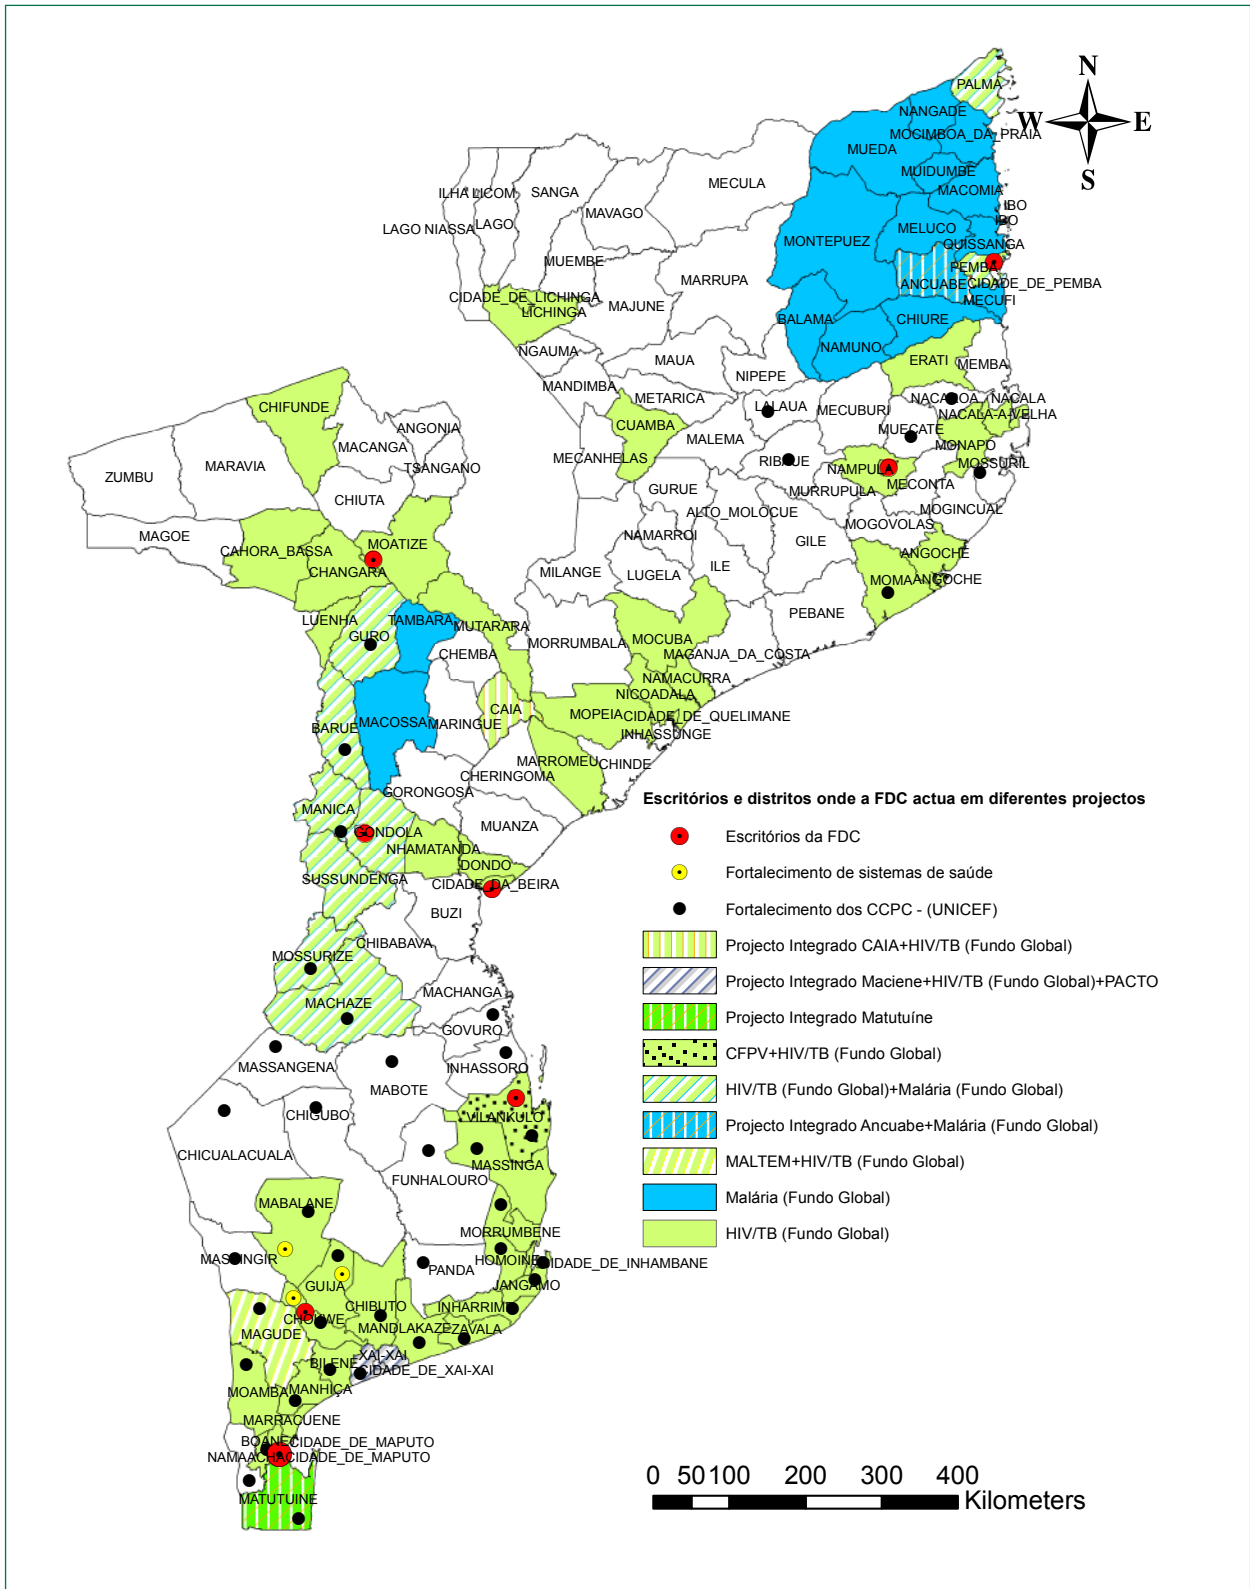 N
PALMA
NANGADE
W
E
MOCIMBOA_DA_PRAIA
MUEDA
S
MUIDUMBE
MECULA
MACOMIA
ILHA LICOM
SANGA
MAVAGO
IBO
IBO
LAGO NIASSA
LAGO
MELUCO
MONTEPUEZ
QUISSANGA
MUEMBE
PEMBA
MARRUPA
ANCUABE
CIDADE_DE_PEMBA
CIDADE_DE_LICHINGA
MECUFI
LICHINGA
MAJUNE
BALAMA
CHIURE
NAMUNO
NGAUMA
MAUA
ERATI
MEMBA
NIPEPE
MANDIMBA
METARICA
NACAROA
NACALA
CHIFUNDE
LALAUA
MECUBURI
NACALA-A-VELHA
CUAMBA
ANGONIA
MUECATE
MALEMA
MACANGA
MONAPO
MECANHELAS
RIBAUE
MOSSURIL
MARAVIA
TSANGANO
NAMPULA
ZUMBU
MECONTA
GURUE
MURRUPULA
CHIUTA
MOGINCUAL
ALTO_MOLOCUE
MOGOVOLAS
MAGOE
NAMARROI
GILE
MOATIZE
CAHORA_BASSA
ANGOCHE
ILE
CHANGARA
MILANGE
LUGELA
MOMA
ANGOCHE
PEBANE
LUENHA
TAMBARA
MUTARARA
GURO
MORRUMBALA
MOCUBA
CHEMBA
MAGANJA_DA_COSTA
NAMACURRA
NICOADALA
CAIA
MOPEIA
CIDADE_DE_QUELIMANE
MACOSSA
MARINGUE
BARUE
INHASSUNGE
MARROMEU
CHINDE
CHERINGOMA
GORONGOSA
Escritórios e distritos onde a FDC actua em diferentes projectos
MANICA
MUANZA
GONDOLA
Escritórios da FDC
NHAMATANDA
DONDO
Fortalecimento de sistemas de saúde
SUSSUNDENGA
CIDADE_DA_BEIRA
BUZI
Fortalecimento dos CCPC - (UNICEF)
CHIBABAVA
Projecto Integrado CAIA+HIV/TB (Fundo Global)
MOSSURIZE
Projecto Integrado Maciene+HIV/TB (Fundo Global)+PACTO
MACHANGA
MACHAZE
Projecto Integrado Matutuíne
GOVURO
CFPV+HIV/TB (Fundo Global)
INHASSORO
MASSANGENA
MABOTE
HIV/TB (Fundo Global)+Malária (Fundo Global)
CHIGUBO
VILANKULO
Projecto Integrado Ancuabe+Malária (Fundo Global)
CHICUALACUALA
MASSINGA
MALTEM+HIV/TB (Fundo Global)
FUNHALOURO
Malária (Fundo Global)
MABALANE
MORRUMBENE
HIV/TB (Fundo Global)
MASSINGIR
HOMOINE
CIDADE_DE_INHAMBANE
PANDA
GUIJA
JANGAMO
CHIBUTO
INHARRIME
CHOKWE
MANDLAKAZE
ZAVALA
MAGUDE
XAI-XAI
BILENE
CIDADE_DE_XAI-XAI
MOAMBA
MANHIÇA
MARRACUENE
BOANE
CIDADE_DE_MAPUTO
NAMAACHA
CIDADE_DE_MAPUTO
MATUTUINE
0 50 100 200 300 400
Kilometers